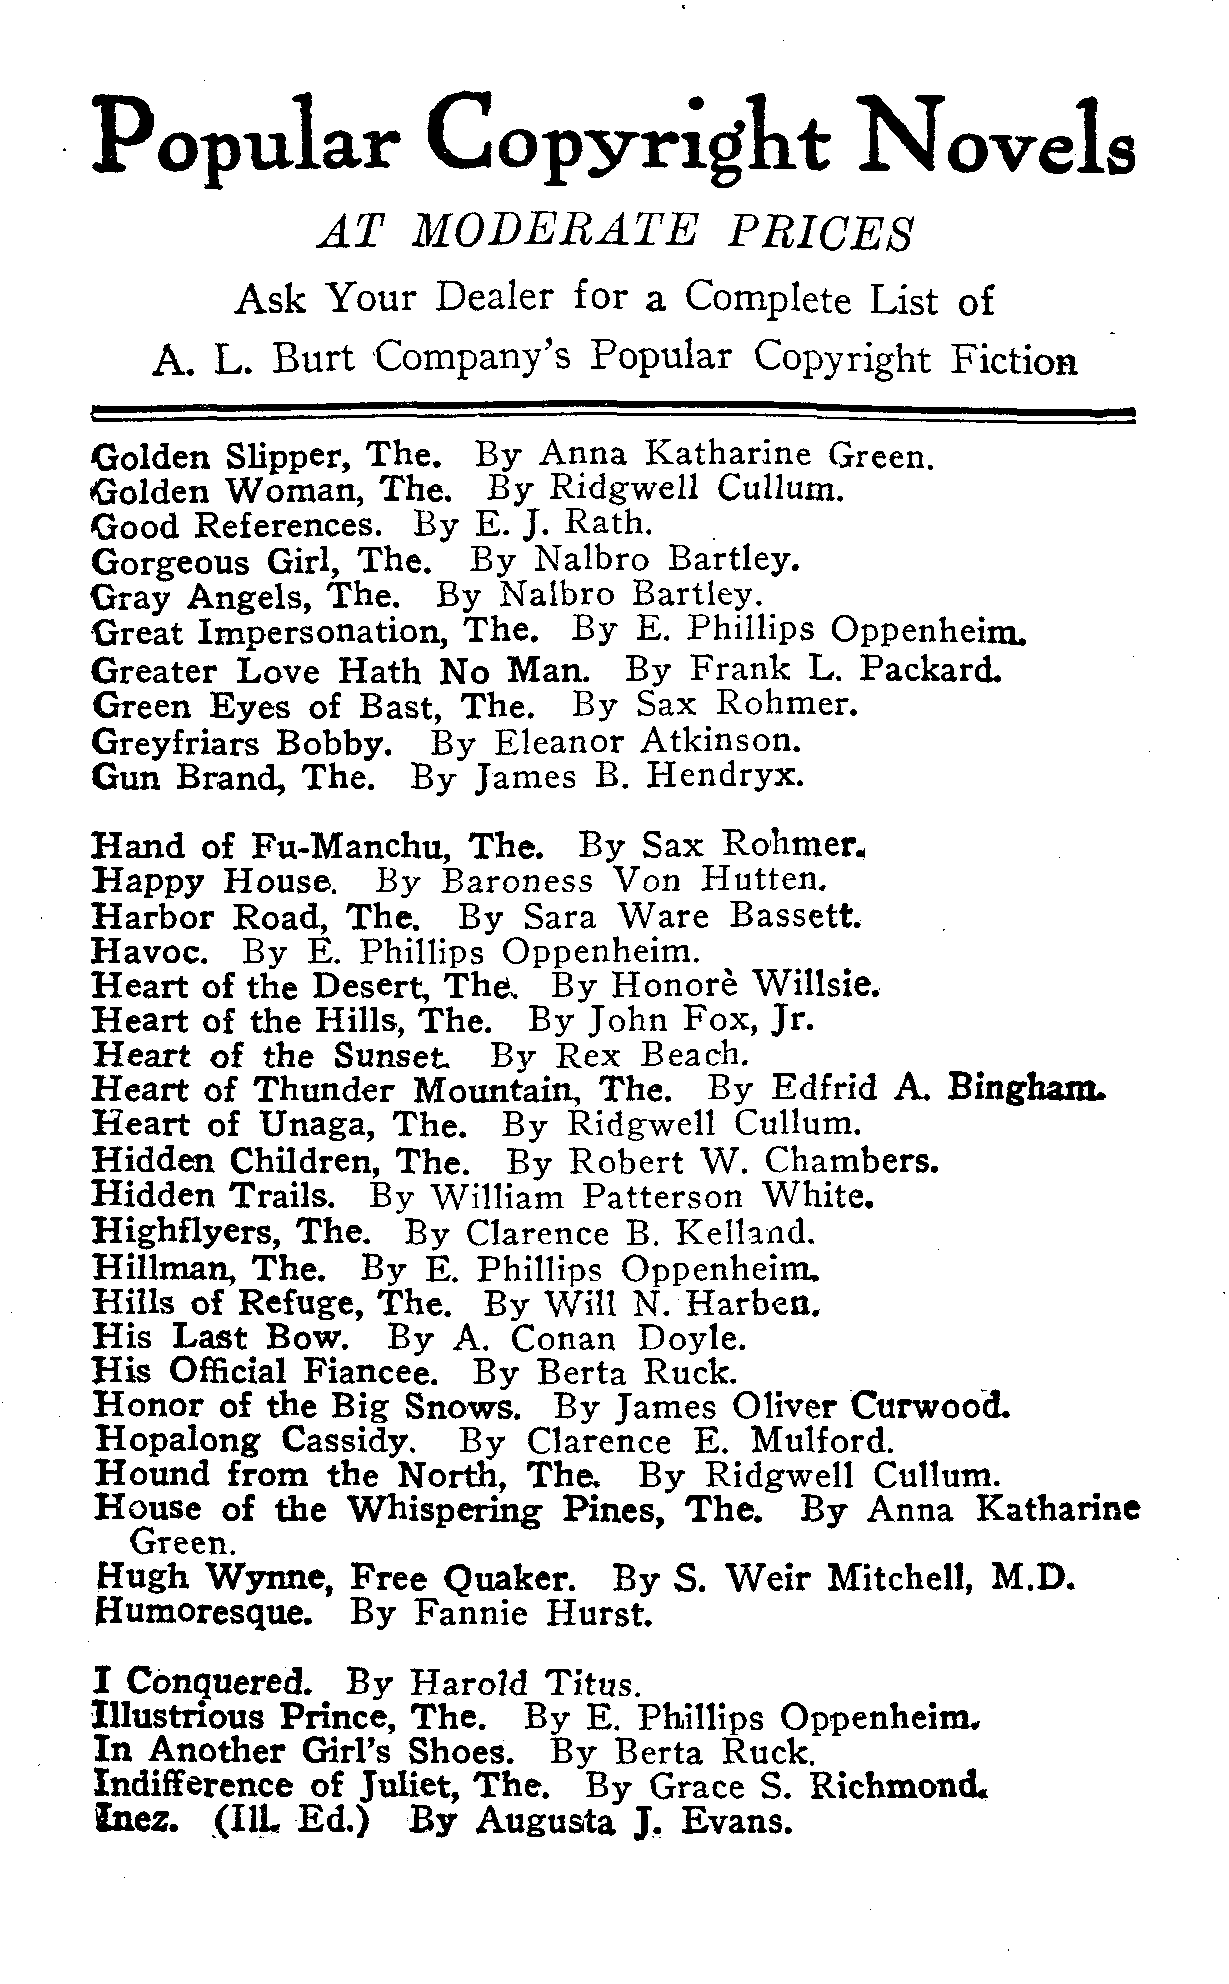 Popular Copyright Novels
AT MODERATE PRICES
Ask Your Dealer for a Complete List of
A. L. Burt Company's Popular Copyright Fiction
Golden Slipper, The. By Anna Katharine Green.
Golden Woman, The. By Ridgwell Cullum.
Good References. By E. J. Rath.
Gorgeous Girl, The. By Nalbro Bartley.
Gray Angels, The. By Nalbro Bartley.
Great Impersonation, The. By E. Phillips Oppenheim.
Greater Love Hath No Man. By Frank L. Packard.
Green Eyes of Bast, The. By Sax Rohmer.
Greyfriars Bobby. By Eleanor Atkinson.
Gun Brand, The. By James B. Hendryx.
Hand of Fu-Manchu, The. By Sax Rohmer.
Happy House. By Baroness Von Hutten.
Harbor Road, The. By Sara Ware Bassett.
Havoc. By E. Phillips Oppenheim.
Heart of the Desert, The. By Honorè Willsie.
Heart of the Hills, The. By John Fox, Jr.
Heart of the Sunset. By Rex Beach.
Heart of Thunder Mountain, The. By Edfrid A. Bingham.
Heart of Unaga, The. By Ridgwell Cullum.
Hidden Children, The. By Robert W. Chambers.
Hidden Trails. By William Patterson White.
Highflyers, The. By Clarence B. Kelland.
Hillman, The. By E. Phillips Oppenheim.
Hills of Refuge, The. By Will N. Harben.
His Last Bow. By A. Conan Doyle.
His Official Fiancee. By Berta Ruck.
Honor of the Big Snows. By James Oliver Curwood.
Hopalong Cassidy. By Clarence E. Mulford.
Hound from the North, The. By Ridgwell Cullum.
House of the Whispering Pines, The. By Anna Katharine
Green.
Hugh Wynne, Free Quaker. By S. Weir Mitchell, M.D.
Humoresque. By Fannie Hurst.
I Conquered. By Harold Titus.
Illustrious Prince, The. By E. Phillips Oppenheim.
In Another Girl's Shoes. By Berta Ruck.
Indifference of Juliet, The. By Grace S. Richmond.
Inez. (Ill. Ed.) By Augusta J. Evans.